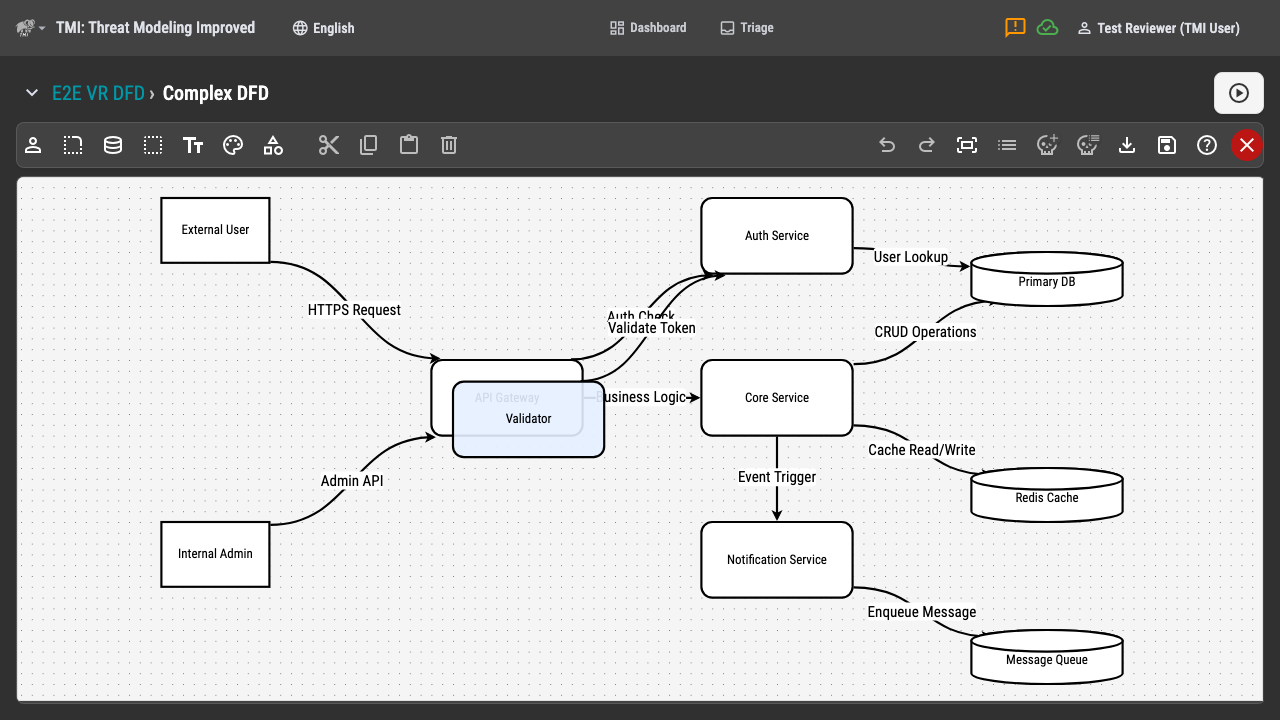 TMI
TMI: Threat Modeling Improved
English
Dashboard
Triage
Test Reviewer (TMI User)
E2E VR DFD › Complex DFD
External User
Auth Service
User Lookup
Primary DB
HTTPS Request
Auth Check
Validate Token
CRUD Operations
API Gateway
Business Logic
Core Service
Validator
Cache Read/Write
Admin API
Event Trigger
Redis Cache
Internal Admin
Notification Service
Enqueue Message
Message Queue